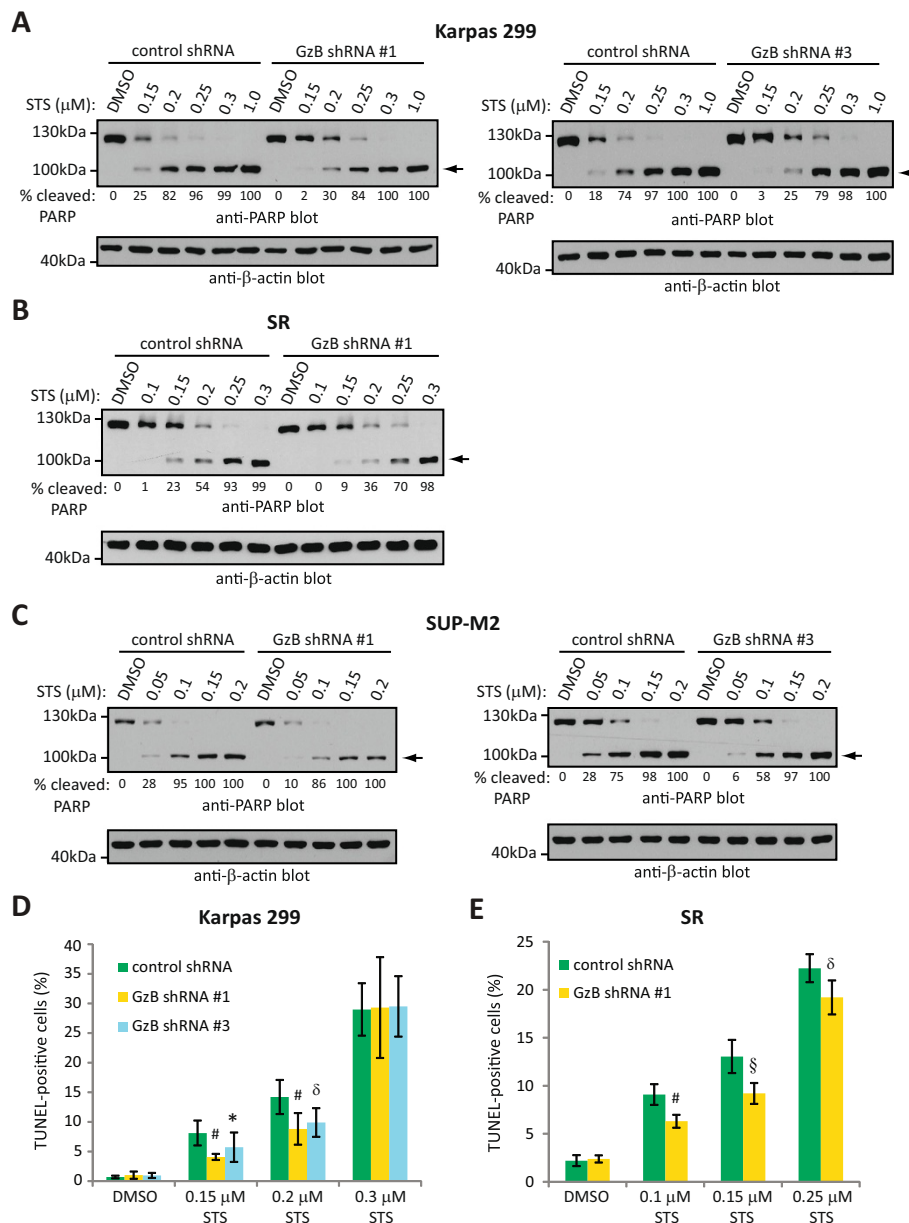 A
Karpas 299
control shRNA
GzB shRNA #1
STS (μM):
DMSO
0.15
0.2
0.25
0.3
1.0
DMSO
0.15
0.2
0.25
0.3
1.0
130kDa
100kDa
% cleaved: 0 25 82 96 99 100 0 2 30 84 100 100
PARP
anti-PARP blot
40kDa
anti-β-actin blot
control shRNA
GzB shRNA #3
STS (μM):
DMSO
0.15
0.2
0.25
0.3
1.0
DMSO
0.15
0.2
0.25
0.3
1.0
130kDa
100kDa
% cleaved: 0 18 74 97 100 100 0 3 25 79 98 100
PARP
anti-PARP blot
40kDa
anti-β-actin blot
B
SR
control shRNA
GzB shRNA #1
STS (μM):
DMSO
0.1
0.15
0.2
0.25
0.3
DMSO
0.1
0.15
0.2
0.25
0.3
130kDa
100kDa
% cleaved: 0 1 23 54 93 99 0 0 9 36 70 98
PARP
anti-PARP blot
40kDa
anti-β-actin blot
C
SUP-M2
control shRNA
GzB shRNA #1
STS (μM):
DMSO
0.05
0.1
0.15
0.2
DMSO
0.05
0.1
0.15
0.2
130kDa
100kDa
% cleaved: 0 28 95 100 100 0 10 86 100 100
PARP
anti-PARP blot
40kDa
anti-β-actin blot
control shRNA
GzB shRNA #3
STS (μM):
DMSO
0.05
0.1
0.15
0.2
DMSO
0.05
0.1
0.15
0.2
130kDa
100kDa
% cleaved: 0 28 75 98 100 0 6 58 97 100
PARP
anti-PARP blot
40kDa
anti-β-actin blot
D
Karpas 299
TUNEL-positive cells (%)
40
35
30
25
20
15
10
5
0
control shRNA
GzB shRNA #1
GzB shRNA #3
# *
# δ
DMSO
0.15 μM
STS
0.2 μM
STS
0.3 μM
STS
E
SR
TUNEL-positive cells (%)
25
20
15
10
5
0
control shRNA
GzB shRNA #1
#
§
δ
DMSO
0.1 μM
STS
0.15 μM
STS
0.25 μM
STS